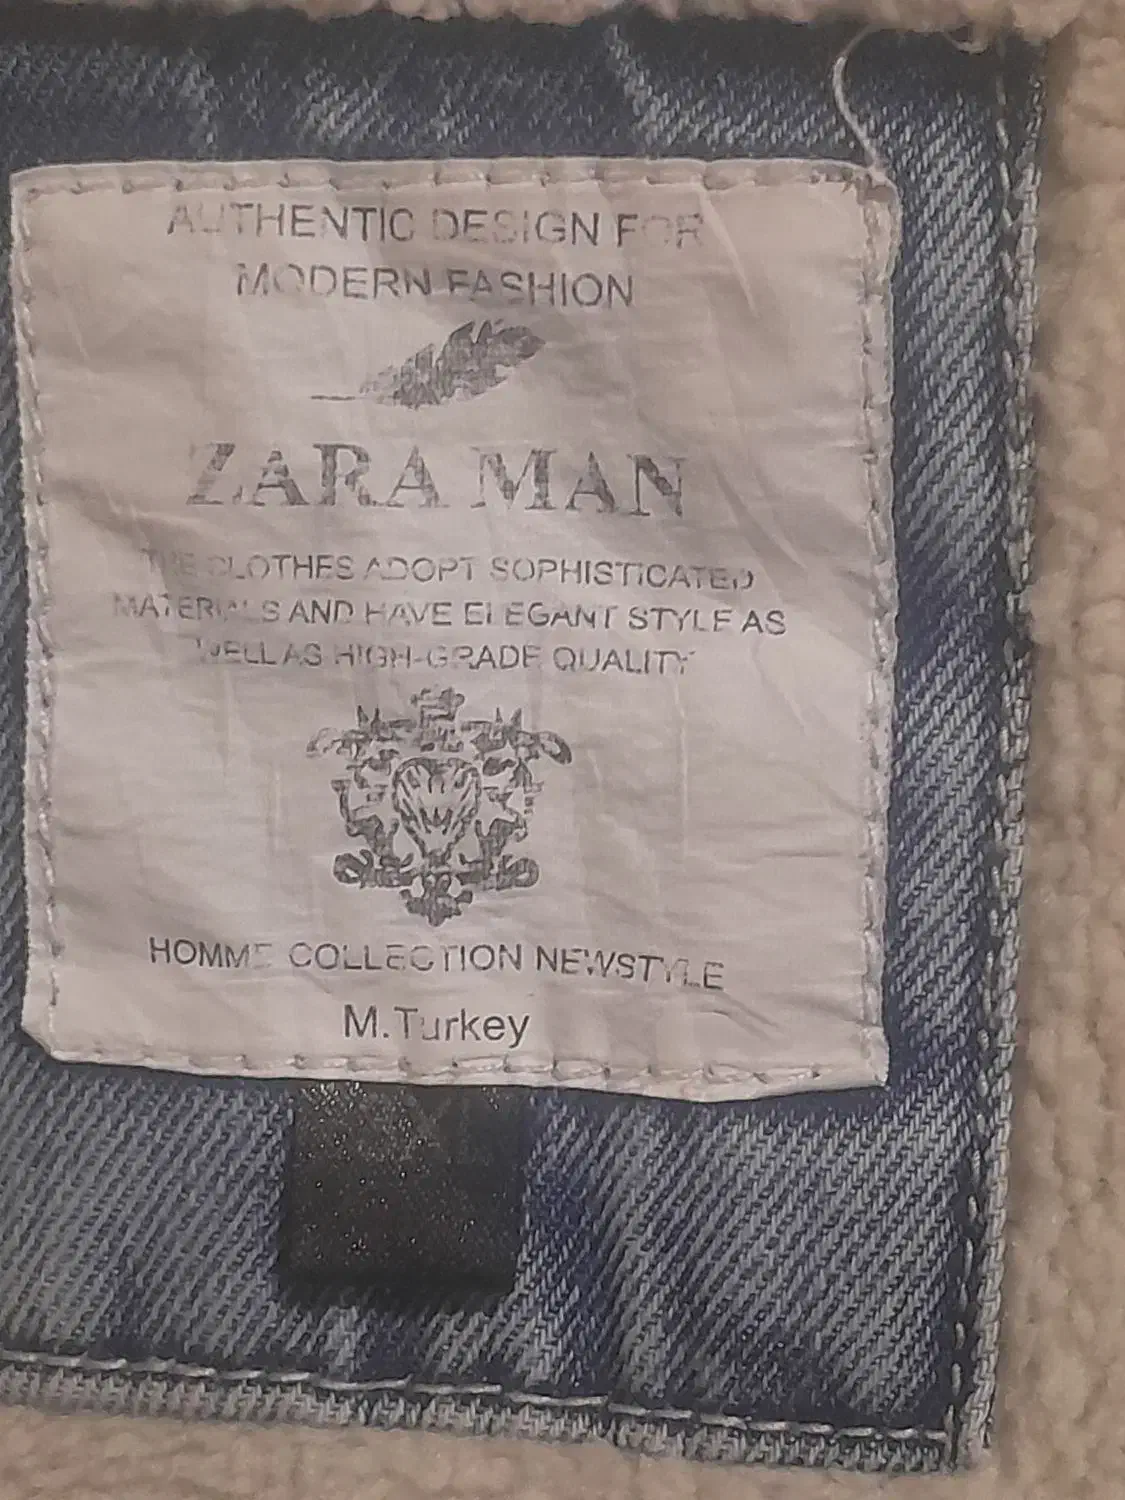 AUTHENTIC DESIGN FOR
MODERN FASHION
ZARA MAN
THE CLOTHES ADOPT SOPHISTICATED
MATERIALS AND HAVE ELEGANT STYLE AS
WELL AS HIGH-GRADE QUALITY
HOMME COLLECTION NEWSTYLE
M.Turkey